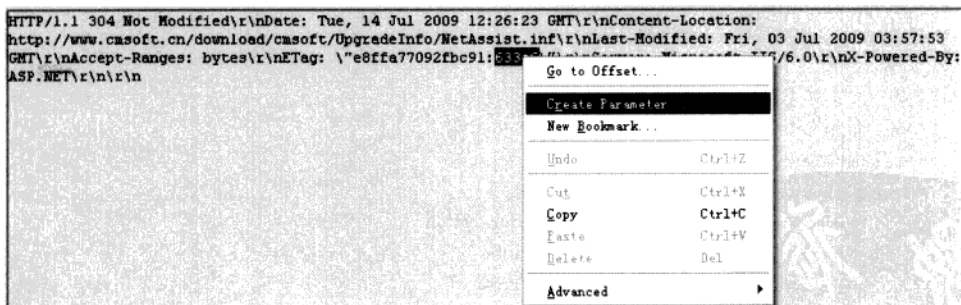 HTTP/1.1 304 Not Modified\r\nDate: Tue, 14 Jul 2009 12:26:23 GMT\r\nContent-Location:
http://www.cmsoft.cn/download/cmsoft/UpgradeInfo/NetAssist.inf\r\nLast-Modified: Fri, 03 Jul 2009 03:57:53
GMT\r\nAccept-Ranges: bytes\r\nETag: \"e8ffa77092fbc91:633 /6.0\r\nX-Powered-By:
ASP.NET\r\n\r\n
Go to Offset...
Create Parameter
New Bookmark...
Undo Ctrl+Z
Cut Ctrl+X
Copy Ctrl+C
Paste Ctrl+V
Delete Del
Advanced